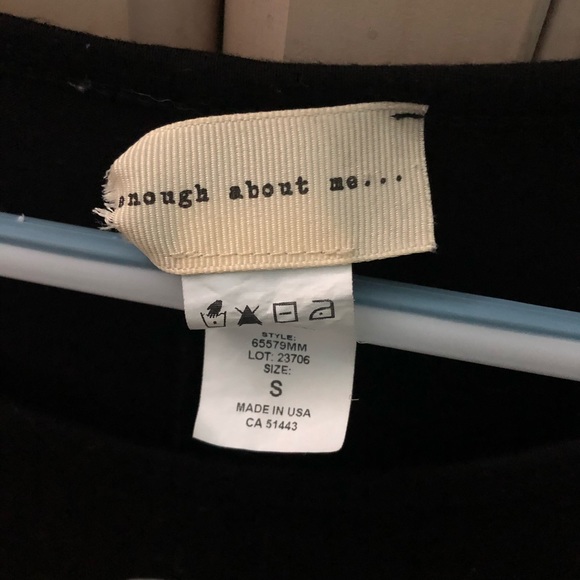 enough about me...
STYLE:
65579MM
LOT: 23706
SIZE:
S
MADE IN USA
CA 51443